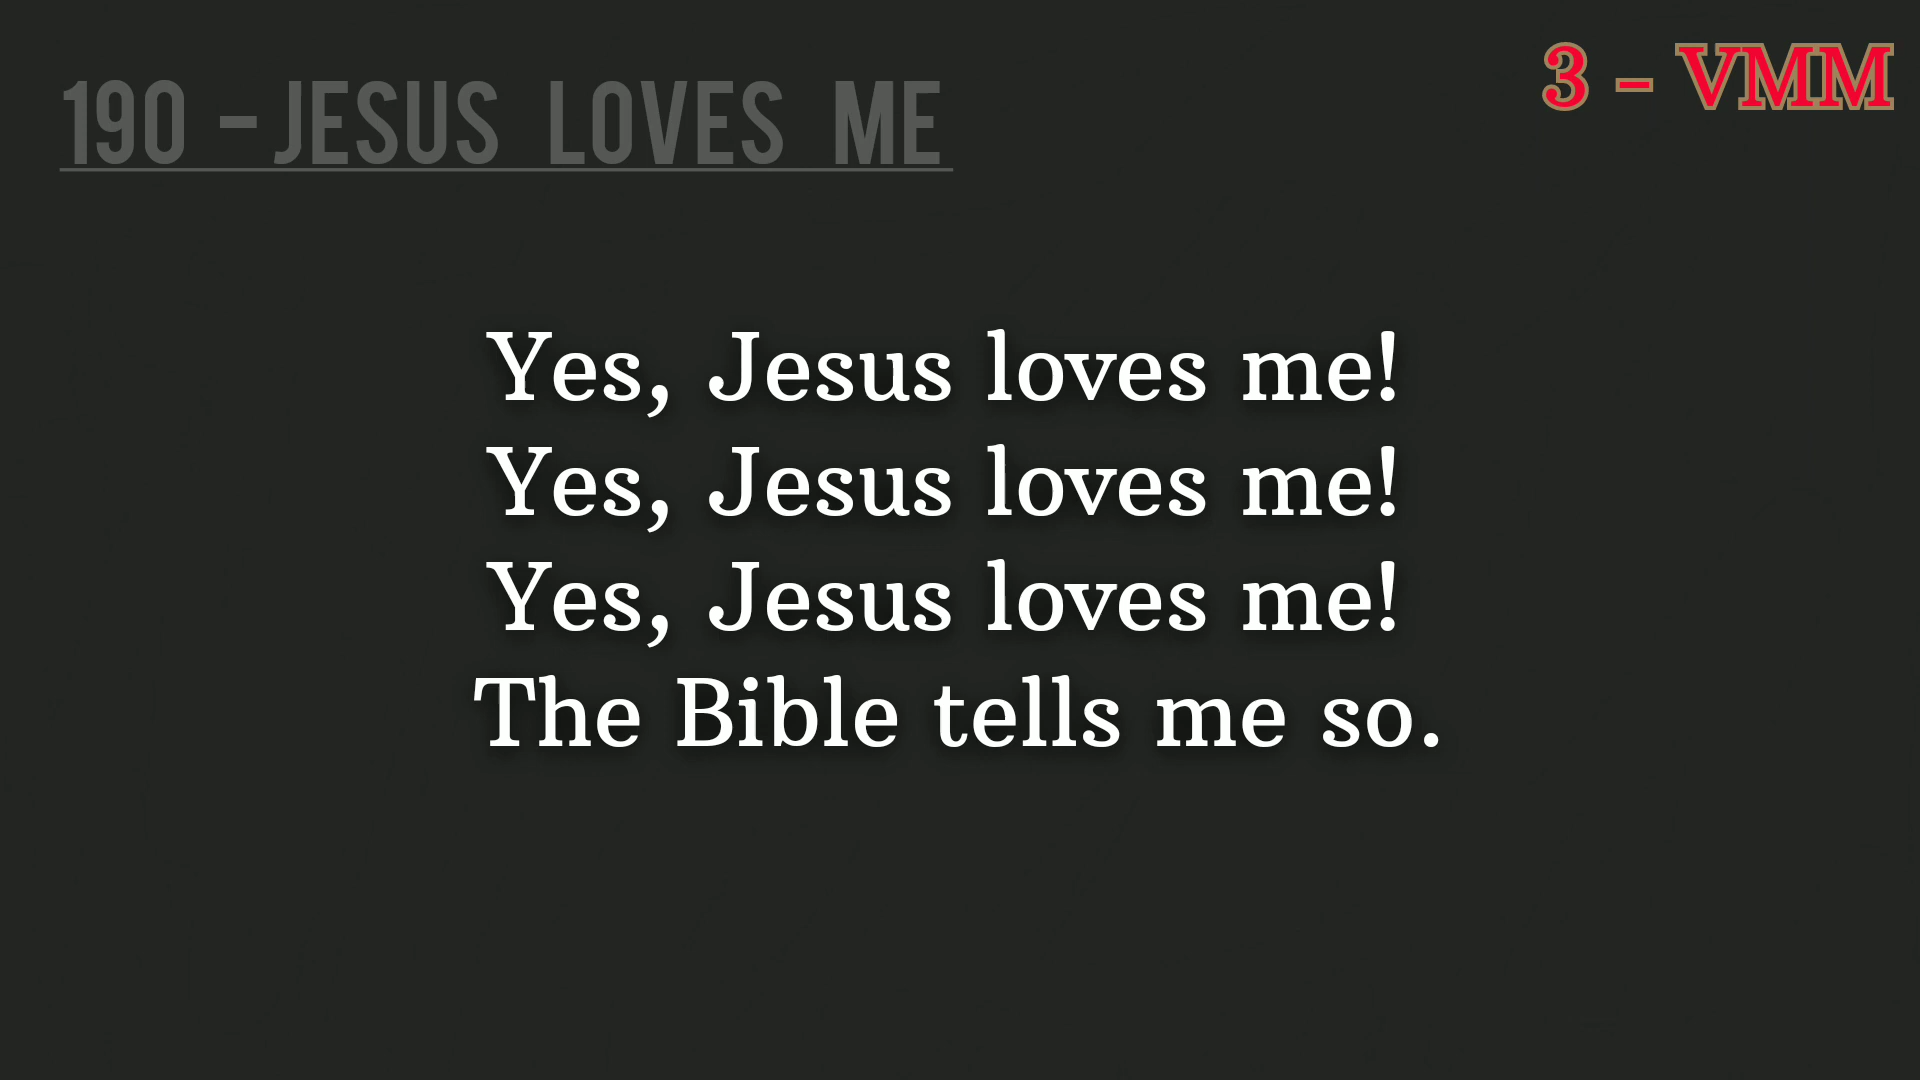 190 - JESUS LOVES ME
3 - VMM
Yes, Jesus loves me!
Yes, Jesus loves me!
Yes, Jesus loves me!
The Bible tells me so.